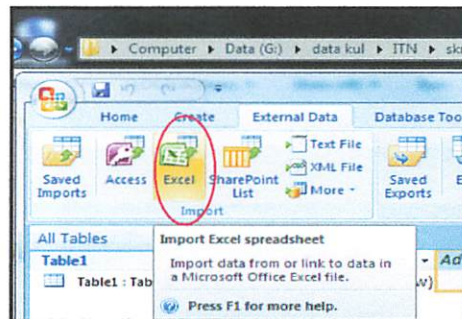 Computer ▸ Data (G:) ▸ data kul ▸ ITN ▸
Home Create External Data Database Too
Saved Imports
Access
Excel
SharePoint List
Text File
XML File
More
Saved Exports
Import
All Tables
Table1
Table1 : Tab
Import Excel spreadsheet
Import data from or link to data in
a Microsoft Office Excel file.
Press F1 for more help.
Ad